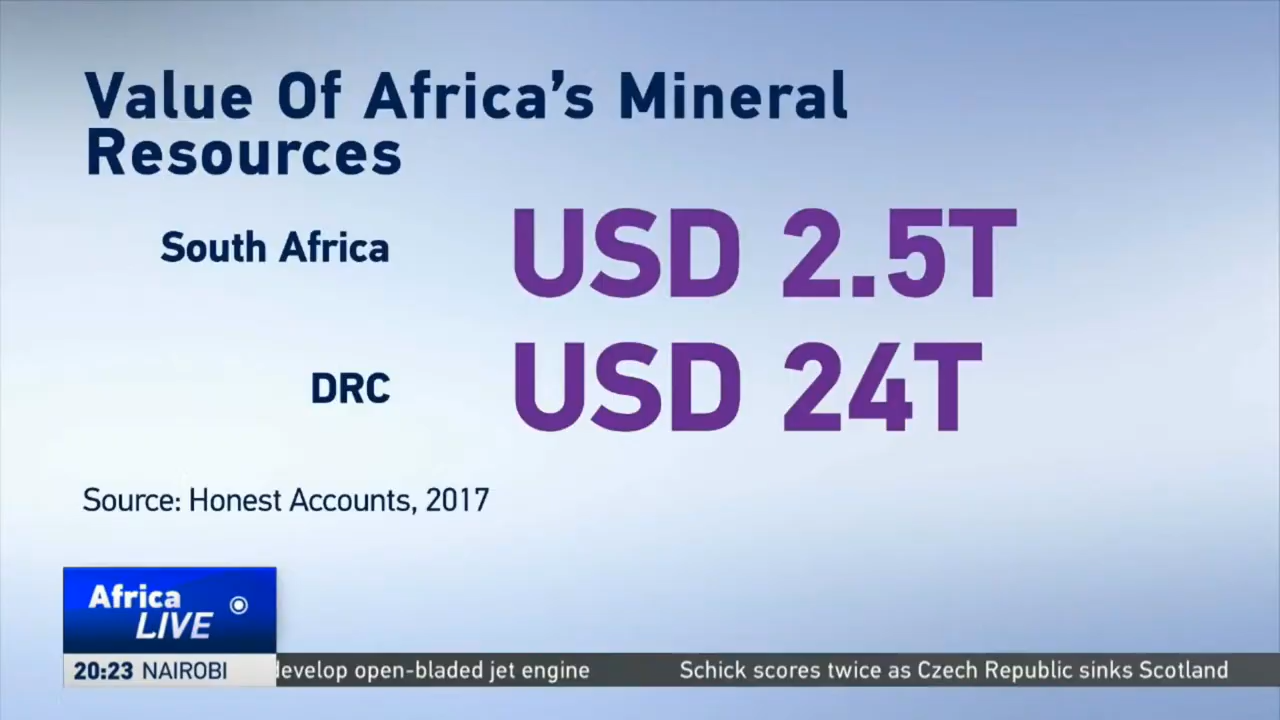 Value Of Africa's Mineral
Resources
South Africa USD 2.5T
DRC USD 24T
Source: Honest Accounts, 2017
Africa
LIVE
20:23 NAIROBI
open-bladed jet engine Schick scores twice as Czech Republic sinks Scotland